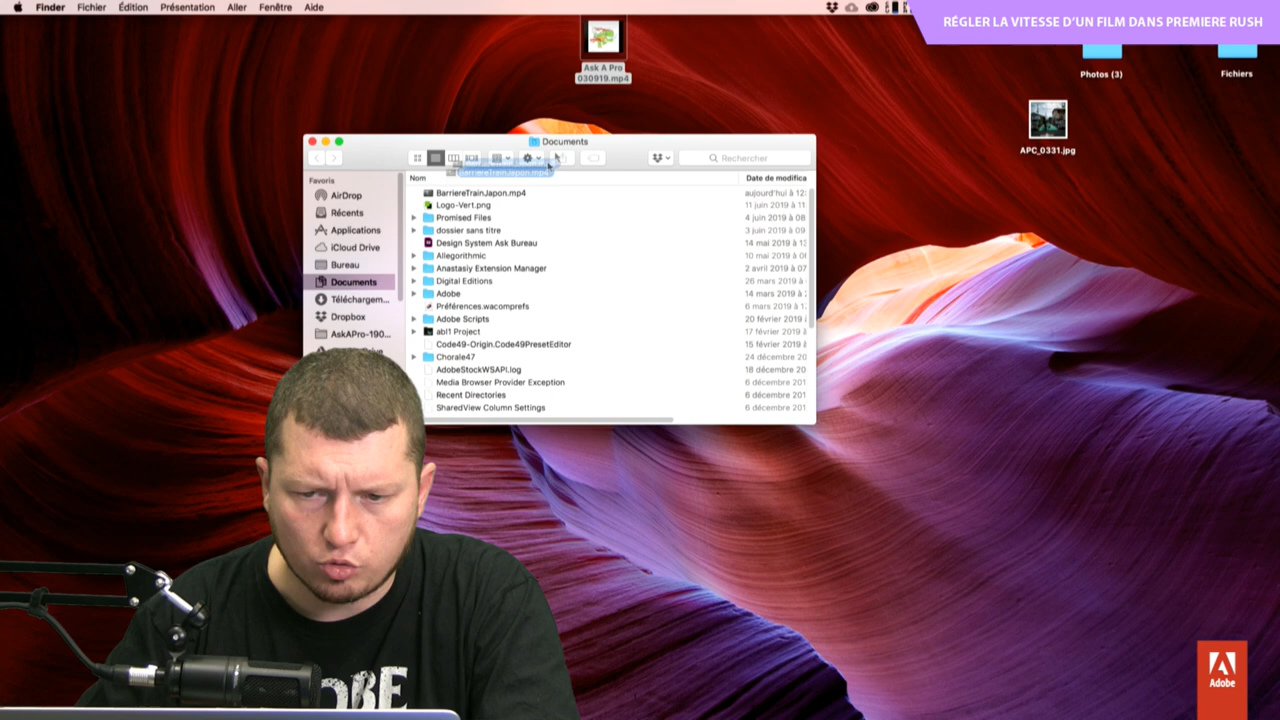 Finder Fichier Édition Présentation Aller Fenêtre Aide
RÉGLER LA VITESSE D'UN FILM DANS PREMIERE RUSH
Ask A Pro
030919.mp4
Photos (3)
Fichiers
APC_0331.jpg
Documents
Rechercher
BarriereTrainJapon.mp4
Favoris
AirDrop
Récents
Applications
iCloud Drive
Bureau
Documents
Téléchargem...
Dropbox
AskAPro-190...
Nom Date de modifica
BarriereTrainJapon.mp4 aujourd'hui à 12:
Logo-Vert.png 11 juin 2019 à 11
Promised Files 4 juin 2019 à 08
dossier sans titre 3 juin 2019 à 09
Design System Ask Bureau 14 mai 2019 à 13
Allegorithmic 10 mai 2019 à 0
Anastasiy Extension Manager 2 avril 2019 à 07
Digital Editions 26 mars 2019 à
Adobe 14 mars 2019 à
Préférences.wacomprefs 6 mars 2019 à 1
Adobe Scripts 20 février 2019
abl1 Project 17 février 2019 à
Code49-Origin.Code49PresetEditor 15 février 2019
Chorale47 24 décembre 20
AdobeStockWSAPI.log 18 décembre 20
Media Browser Provider Exception 6 décembre 201
Recent Directories 6 décembre 201
SharedView Column Settings 6 décembre 201
Adobe